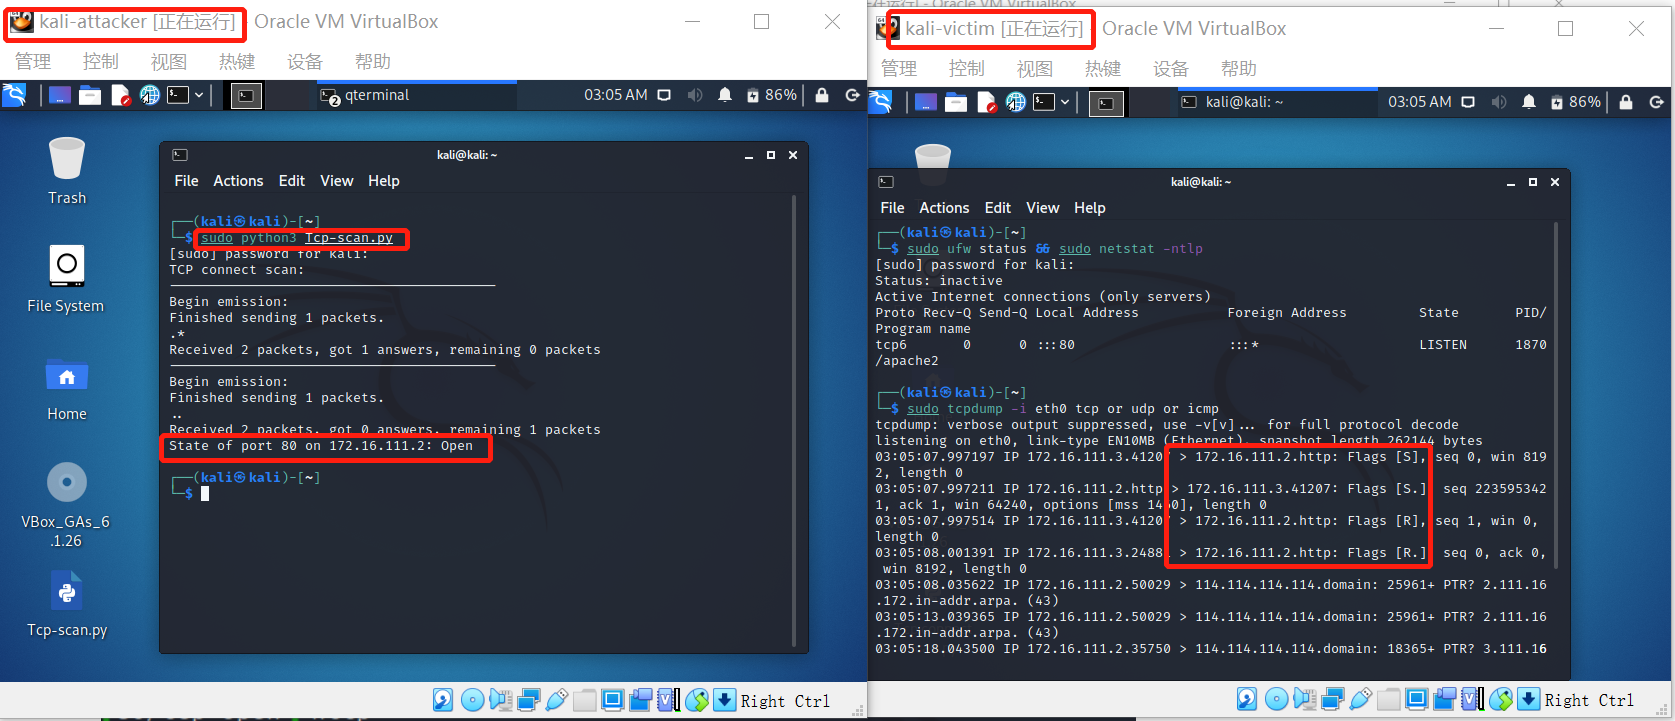 kali-attacker [正在运行] - Oracle VM VirtualBox
管理 控制 视图 热键 设备 帮助
qterminal
2
03:05 AM
86%
Trash
File System
Home
VBox_GAs_6
.1.26
Tcp-scan.py
kali@kali: ~
File Actions Edit View Help
┌──(kali㉿kali)-[~]
└─$ sudo python3 Tcp-scan.py
[sudo] password for kali:
TCP connect scan:
Begin emission:
Finished sending 1 packets.
.*
Received 2 packets, got 1 answers, remaining 0 packets
Begin emission:
Finished sending 1 packets.
..
Received 2 packets, got 0 answers, remaining 1 packets
State of port 80 on 172.16.111.2: Open
┌──(kali㉿kali)-[~]
└─$
Right Ctrl
kali-victim [正在运行] - Oracle VM VirtualBox
管理 控制 视图 热键 设备 帮助
kali@kali: ~
03:05 AM
86%
kali@kali: ~
File Actions Edit View Help
┌──(kali㉿kali)-[~]
└─$ sudo ufw status && sudo netstat -ntlp
[sudo] password for kali:
Status: inactive
Active Internet connections (only servers)
Proto Recv-Q Send-Q Local Address Foreign Address State PID/
Program name
tcp6 0 0 :::80 :::* LISTEN 1870
/apache2
┌──(kali㉿kali)-[~]
└─$ sudo tcpdump -i eth0 tcp or udp or icmp
tcpdump: verbose output suppressed, use -v[v]... for full protocol decode
listening on eth0, link-type EN10MB (Ethernet), snapshot length 262144 bytes
03:05:07.997197 IP 172.16.111.3.41207 > 172.16.111.2.http: Flags [S], seq 0, win 819
2, length 0
03:05:07.997211 IP 172.16.111.2.http > 172.16.111.3.41207: Flags [S.], seq 223595342
1, ack 1, win 64240, options [mss 1460], length 0
03:05:07.997514 IP 172.16.111.3.41207 > 172.16.111.2.http: Flags [R], seq 1, win 0,
length 0
03:05:08.001391 IP 172.16.111.3.2488 > 172.16.111.2.http: Flags [R.], seq 0, ack 0,
win 8192, length 0
03:05:08.035622 IP 172.16.111.2.50029 > 114.114.114.114.domain: 25961+ PTR? 2.111.16
.172.in-addr.arpa. (43)
03:05:13.039365 IP 172.16.111.2.50029 > 114.114.114.114.domain: 25961+ PTR? 2.111.16
.172.in-addr.arpa. (43)
03:05:18.043500 IP 172.16.111.2.35750 > 114.114.114.114.domain: 18365+ PTR? 3.111.16
Right Ctrl